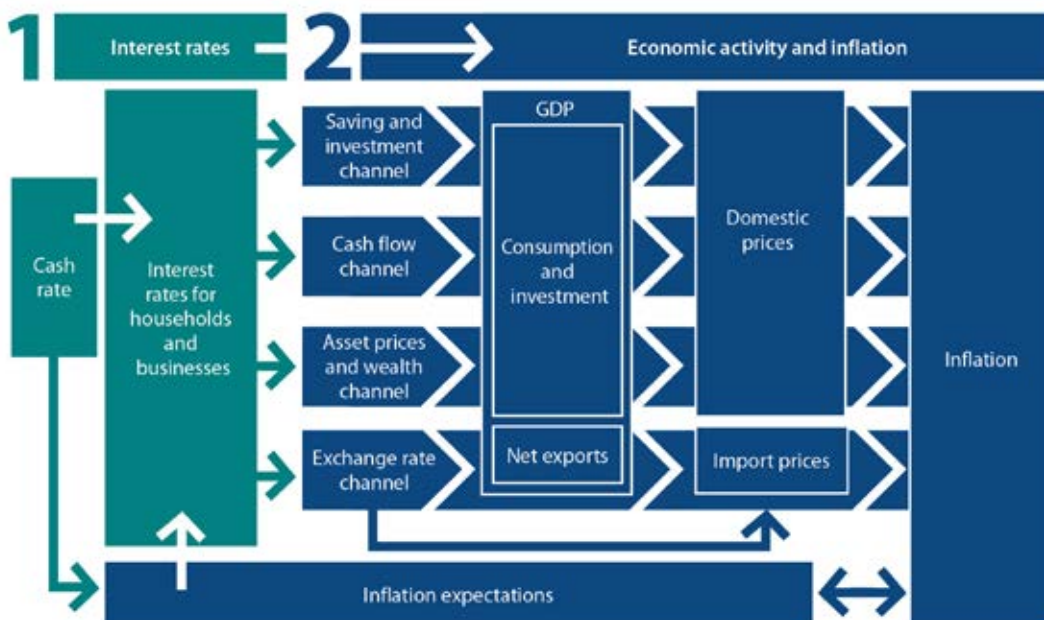 1
Interest rates
2
Economic activity and inflation
Cash
rate
Interest
rates for
households
and
businesses
Saving and
investment
channel
Cash flow
channel
Asset prices
and wealth
channel
Exchange rate
channel
GDP
Consumption
and
investment
Net exports
Domestic
prices
Import prices
Inflation
Inflation expectations